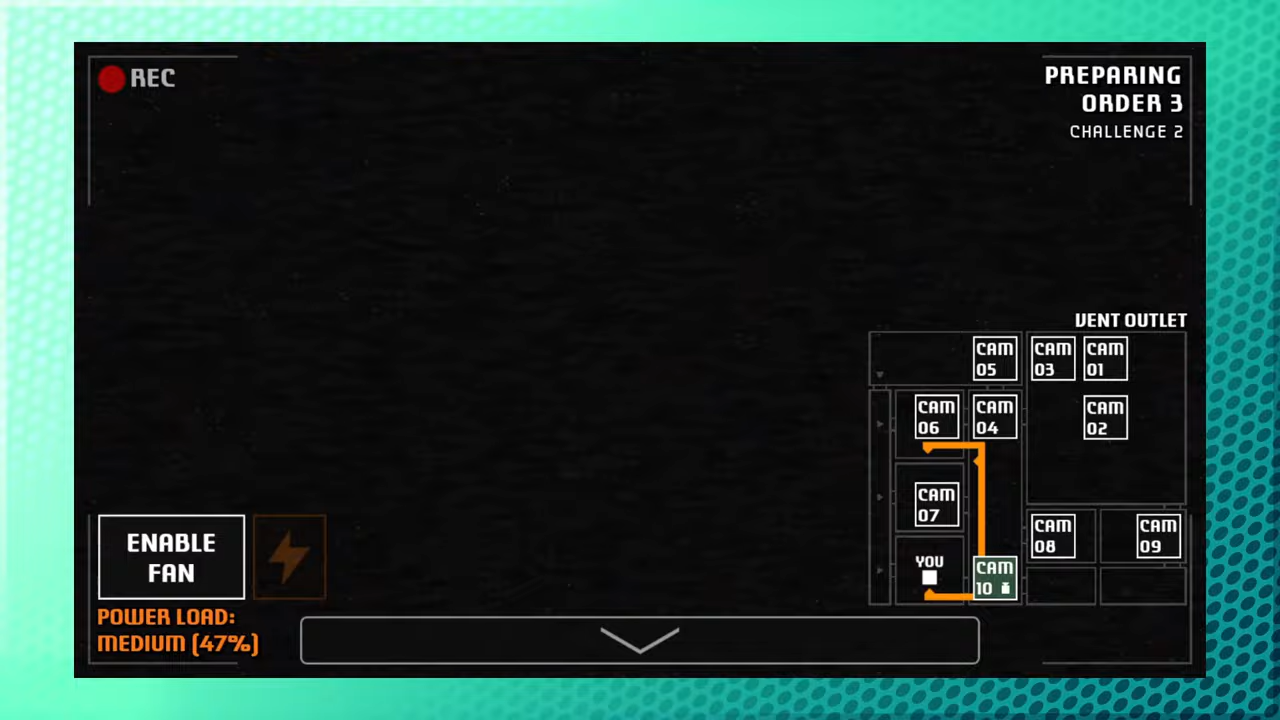 REC
PREPARING
ORDER 3
CHALLENGE 2
VENT OUTLET
CAM
05
CAM
03
CAM
01
CAM
06
CAM
04
CAM
02
CAM
07
CAM
08
CAM
09
YOU
CAM
10
ENABLE
FAN
POWER LOAD:
MEDIUM (47%)